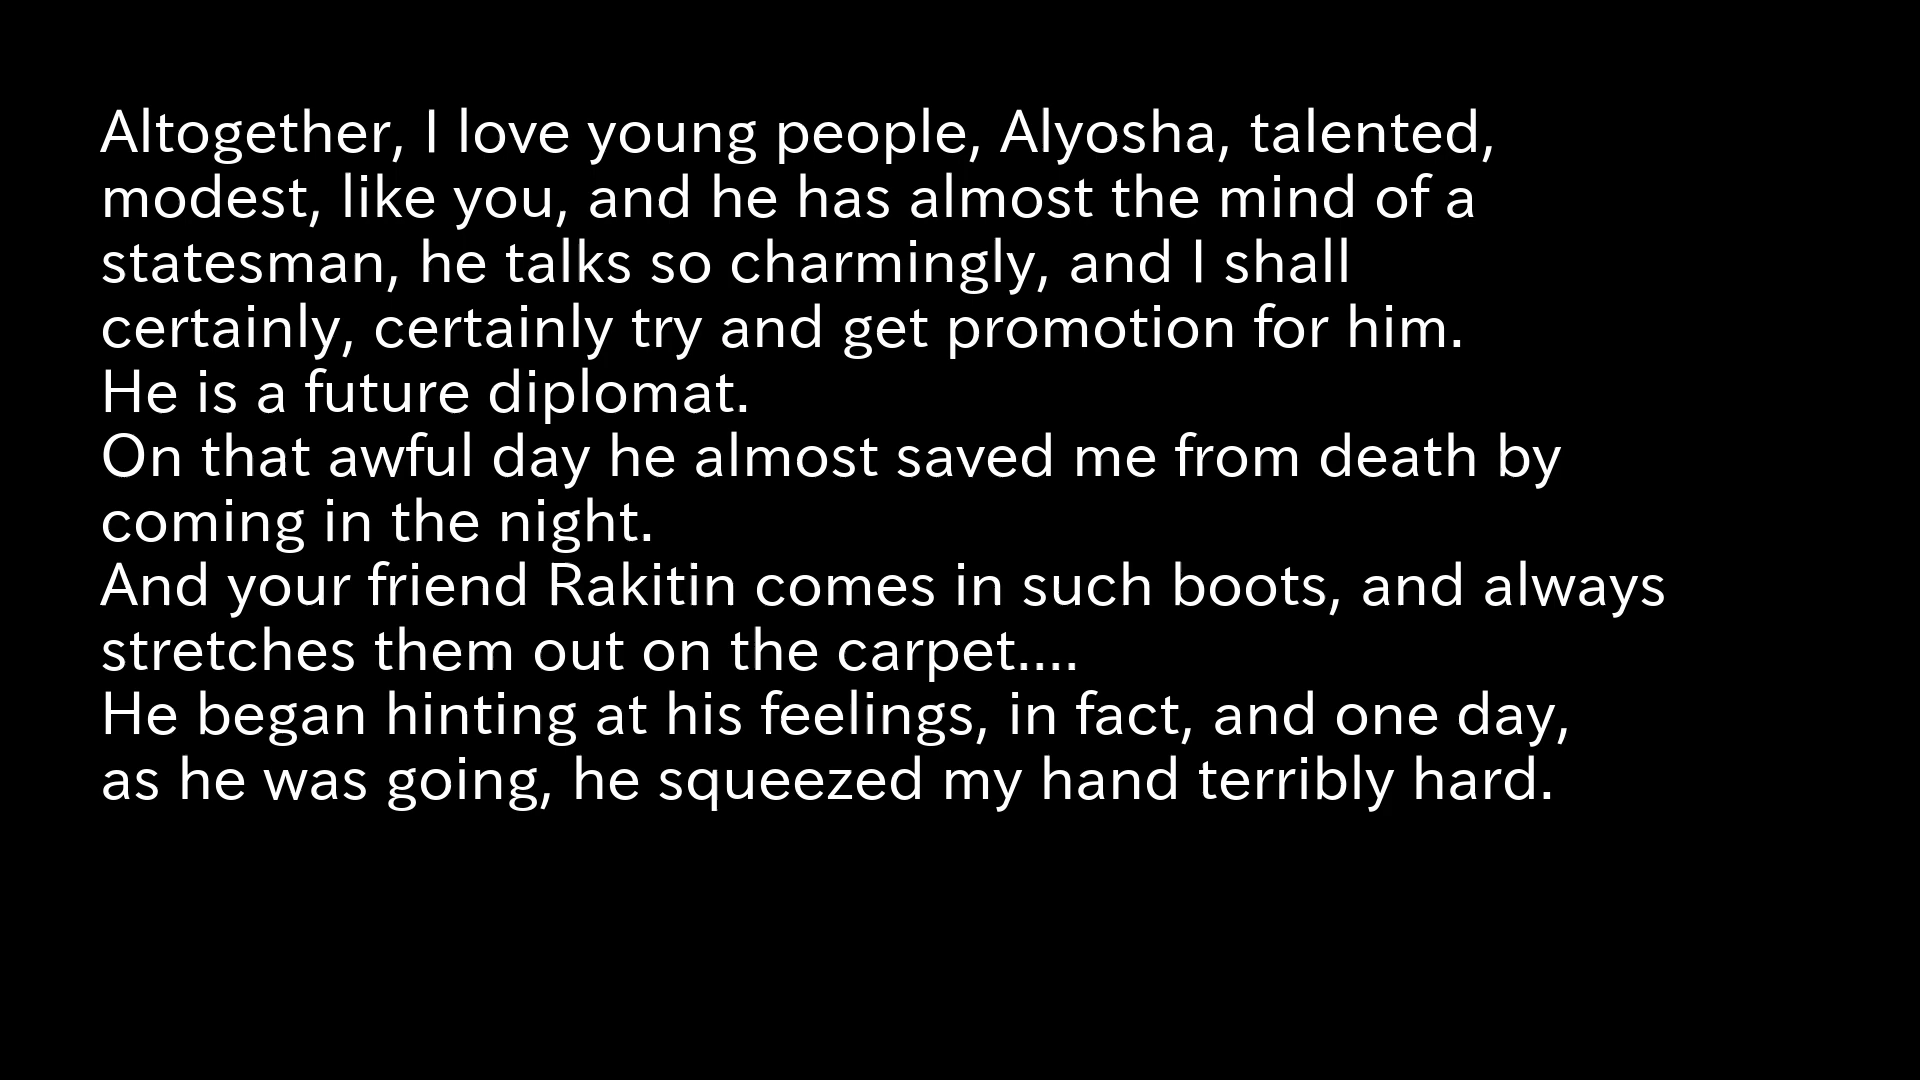 Altogether, I love young people, Alyosha, talented,
modest, like you, and he has almost the mind of a
statesman, he talks so charmingly, and I shall
certainly, certainly try and get promotion for him.
He is a future diplomat.
On that awful day he almost saved me from death by
coming in the night.
And your friend Rakitin comes in such boots, and always
stretches them out on the carpet....
He began hinting at his feelings, in fact, and one day,
as he was going, he squeezed my hand terribly hard.